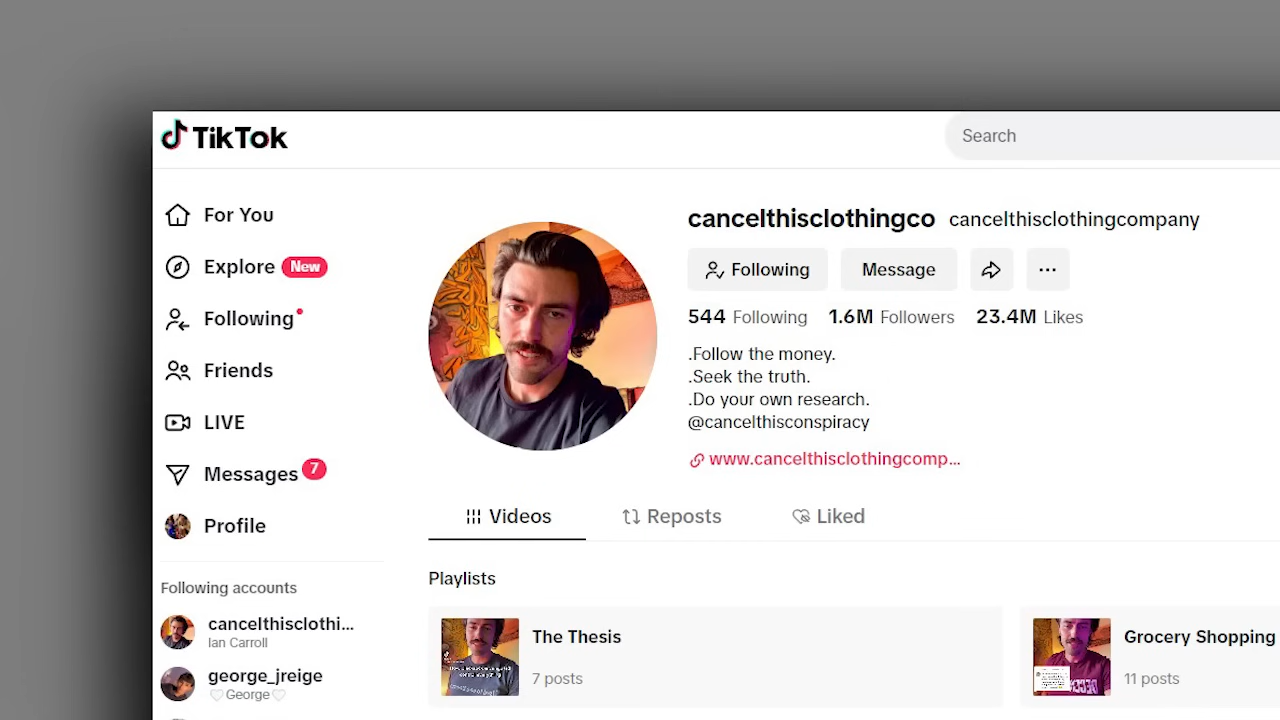 TikTok
Search
For You
Explore New
Following
Friends
LIVE
Messages 7
Profile
Following accounts
cancelthisclothi...
Ian Carroll
george_jreige
🤍George🤍
cancelthisclothingco cancelthisclothingcompany
Following Message ...
544 Following 1.6M Followers 23.4M Likes
.Follow the money.
.Seek the truth.
.Do your own research.
@cancelthisconspiracy
www.cancelthisclothingcomp...
Videos Reposts Liked
Playlists
The Thesis
7 posts
Grocery Shopping
11 posts